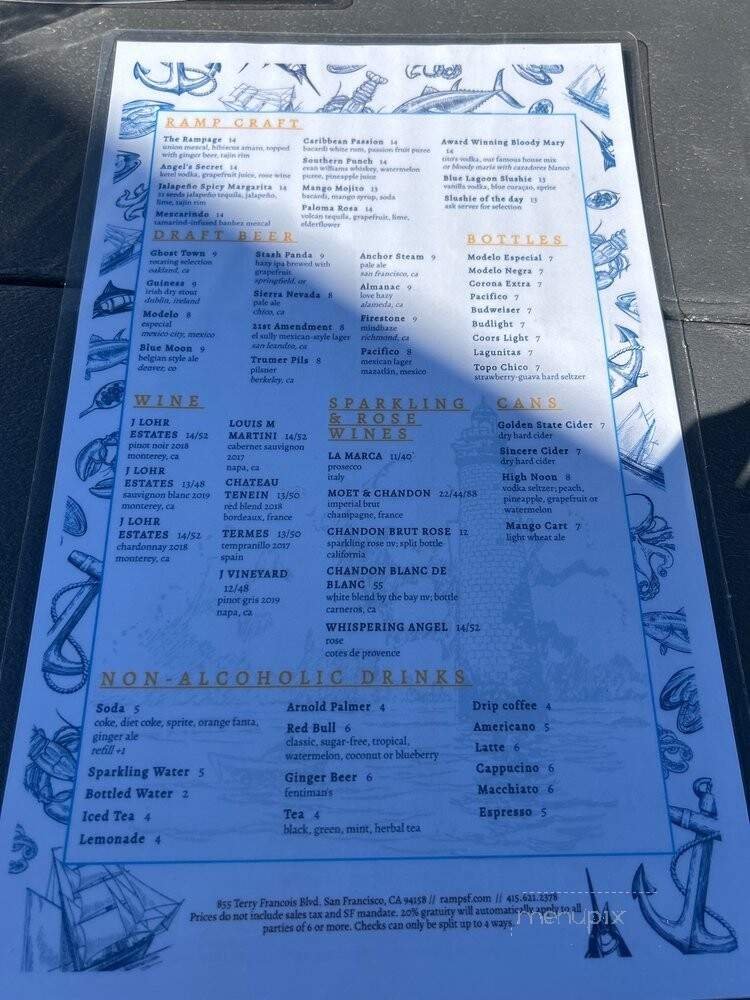 RAMP CRAFT
The Rampage 14
union mezcal, hibiscus amaro, topped
with ginger beer, tajin rim
Angel's Secret 14
ketel vodka, grapefruit juice, rose wine
Jalapeño Spicy Margarita 14
21 seeds jalapeño tequila, jalapeño,
lime, tajin rim
Mescarindo 14
tamarind-infused banhez mezcal
Caribbean Passion 14
bacardi white rum, passion fruit puree
Southern Punch 14
evan williams whiskey, watermelon
puree, pineapple juice
Mango Mojito 13
bacardi, mango syrup, soda
Paloma Rosa 14
volcan tequila, grapefruit, lime,
elderflower
Award Winning Bloody Mary
14
tito's vodka, our famous house mix
or bloody maria with cazadores blanco
Blue Lagoon Slushie 13
vanilla vodka, blue curaçao, sprite
Slushie of the day 13
ask server for selection
DRAFT BEER
Ghost Town 9
rotating selection
oakland, ca
Guiness 9
irish dry stout
dublin, ireland
Modelo 8
especial
mexico city, mexico
Blue Moon 9
belgian style ale
denver, co
Stash Panda 9
hazy ipa brewed with
grapefruit
springfield, or
Sierra Nevada 8
pale ale
chico, ca
21st Amendment 8
el sully mexican-style lager
san leandro, ca
Trumer Pils 8
pilsner
berkeley, ca
Anchor Steam 9
pale ale
san francisco, ca
Almanac 9
love hazy
alameda, ca
Firestone 9
mindhaze
richmond, ca
Pacifico 8
mexican lager
mazatlán, mexico
BOTTLES
Modelo Especial 7
Modelo Negra 7
Corona Extra 7
Pacifico 7
Budweiser 7
Budlight 7
Coors Light 7
Lagunitas 7
Topo Chico 7
strawberry-guava hard seltzer
WINE
J LOHR
ESTATES 14/52
pinot noir 2018
monterey, ca
J LOHR
ESTATES 13/48
sauvignon blanc 2019
monterey, ca
J LOHR
ESTATES 14/52
chardonnay 2018
monterey, ca
LOUIS M
MARTINI 14/52
cabernet sauvignon
2017
napa, ca
CHATEAU
TENEIN 13/50
red blend 2018
bordeaux, france
TERMES 13/50
tempranillo 2017
spain
J VINEYARD
12/48
pinot gris 2019
napa, ca
SPARKLING
& ROSE
WINES
LA MARCA 11/40
prosecco
italy
MOET & CHANDON 22/44/88
imperial brut
champagne, france
CHANDON BRUT ROSE 12
sparkling rose nv; split bottle
california
CHANDON BLANC DE
BLANC 55
white blend by the bay nv; bottle
carneros, ca
WHISPERING ANGEL 14/52
rose
cotes de provence
CANS
Golden State Cider 7
dry hard cider
Sincere Cider 7
dry hard cider
High Noon 8
vodka seltzer; peach,
pineapple, grapefruit or
watermelon
Mango Cart 7
light wheat ale
NON-ALCOHOLIC DRINKS
Soda 5
coke, diet coke, sprite, orange fanta,
ginger ale
refill +1
Sparkling Water 5
Bottled Water 2
Iced Tea 4
Lemonade 4
Arnold Palmer 4
Red Bull 6
classic, sugar-free, tropical,
watermelon, coconut or blueberry
Ginger Beer 6
fentiman's
Tea 4
black, green, mint, herbal tea
Drip coffee 4
Americano 5
Latte 6
Cappucino 6
Macchiato 6
Espresso 5
855 Terry Francois Blvd. San Francisco, CA 94158 // rampsf.com // 415.621.2378
Prices do not include sales tax and SF mandate. 20% gratuity will automatically apply to all
parties of 6 or more. Checks can only be split up to 4 ways.
menupix